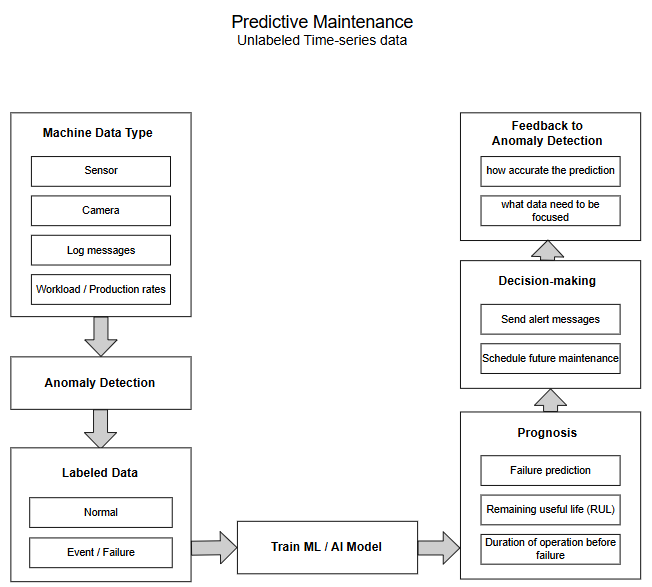 Predictive Maintenance
Unlabeled Time-series data
Machine Data Type
Sensor
Camera
Log messages
Workload / Production rates
Anomaly Detection
Labeled Data
Normal
Event / Failure
Train ML / AI Model
Prognosis
Failure prediction
Remaining useful life (RUL)
Duration of operation before
failure
Decision-making
Send alert messages
Schedule future maintenance
Feedback to
Anomaly Detection
how accurate the prediction
what data need to be
focused